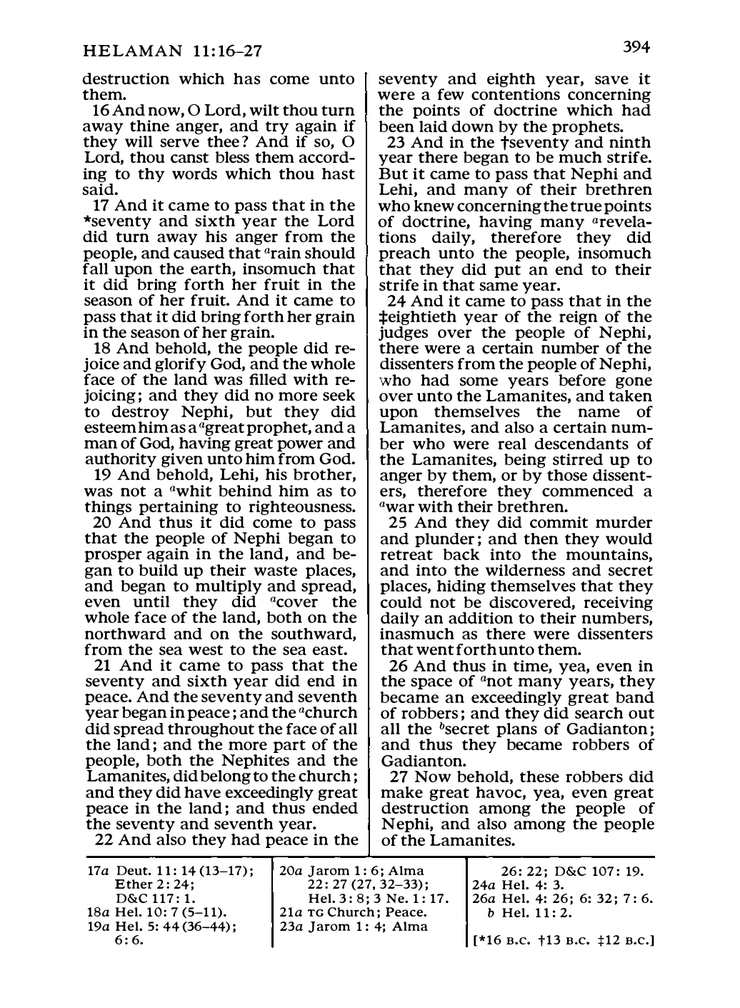 HELAMAN 11:16–27
394
destruction which has come unto
them.
16 And now, O Lord, wilt thou turn
away thine anger, and try again if
they will serve thee? And if so, O
Lord, thou canst bless them accord-
ing to thy words which thou hast
said.
17 And it came to pass that in the
*seventy and sixth year the Lord
did turn away his anger from the
people, and caused that arain should
fall upon the earth, insomuch that
it did bring forth her fruit in the
season of her fruit. And it came to
pass that it did bring forth her grain
in the season of her grain.
18 And behold, the people did re-
joice and glorify God, and the whole
face of the land was filled with re-
joicing; and they did no more seek
to destroy Nephi, but they did
esteem him as a agreat prophet, and a
man of God, having great power and
authority given unto him from God.
19 And behold, Lehi, his brother,
was not a awhit behind him as to
things pertaining to righteousness.
20 And thus it did come to pass
that the people of Nephi began to
prosper again in the land, and be-
gan to build up their waste places,
and began to multiply and spread,
even until they did acover the
whole face of the land, both on the
northward and on the southward,
from the sea west to the sea east.
21 And it came to pass that the
seventy and sixth year did end in
peace. And the seventy and seventh
year began in peace; and the achurch
did spread throughout the face of all
the land; and the more part of the
people, both the Nephites and the
Lamanites, did belong to the church;
and they did have exceedingly great
peace in the land; and thus ended
the seventy and seventh year.
22 And also they had peace in the
seventy and eighth year, save it
were a few contentions concerning
the points of doctrine which had
been laid down by the prophets.
23 And in the †seventy and ninth
year there began to be much strife.
But it came to pass that Nephi and
Lehi, and many of their brethren
who knew concerning the true points
of doctrine, having many arevela-
tions daily, therefore they did
preach unto the people, insomuch
that they did put an end to their
strife in that same year.
24 And it came to pass that in the
‡eightieth year of the reign of the
judges over the people of Nephi,
there were a certain number of the
dissenters from the people of Nephi,
who had some years before gone
over unto the Lamanites, and taken
upon themselves the name of
Lamanites, and also a certain num-
ber who were real descendants of
the Lamanites, being stirred up to
anger by them, or by those dissent-
ers, therefore they commenced a
awar with their brethren.
25 And they did commit murder
and plunder; and then they would
retreat back into the mountains,
and into the wilderness and secret
places, hiding themselves that they
could not be discovered, receiving
daily an addition to their numbers,
inasmuch as there were dissenters
that went forth unto them.
26 And thus in time, yea, even in
the space of anot many years, they
became an exceedingly great band
of robbers; and they did search out
all the bsecret plans of Gadianton;
and thus they became robbers of
Gadianton.
27 Now behold, these robbers did
make great havoc, yea, even great
destruction among the people of
Nephi, and also among the people
of the Lamanites.
17a Deut. 11: 14 (13–17);
Ether 2: 24;
D&C 117: 1.
18a Hel. 10: 7 (5–11).
19a Hel. 5: 44 (36–44);
6: 6.
20a Jarom 1: 6; Alma
22: 27 (27, 32–33);
Hel. 3: 8; 3 Ne. 1: 17.
21a TG Church; Peace.
23a Jarom 1: 4; Alma
26: 22; D&C 107: 19.
24a Hel. 4: 3.
26a Hel. 4: 26; 6: 32; 7: 6.
b Hel. 11: 2.
[*16 B.C. †13 B.C. ‡12 B.C.]